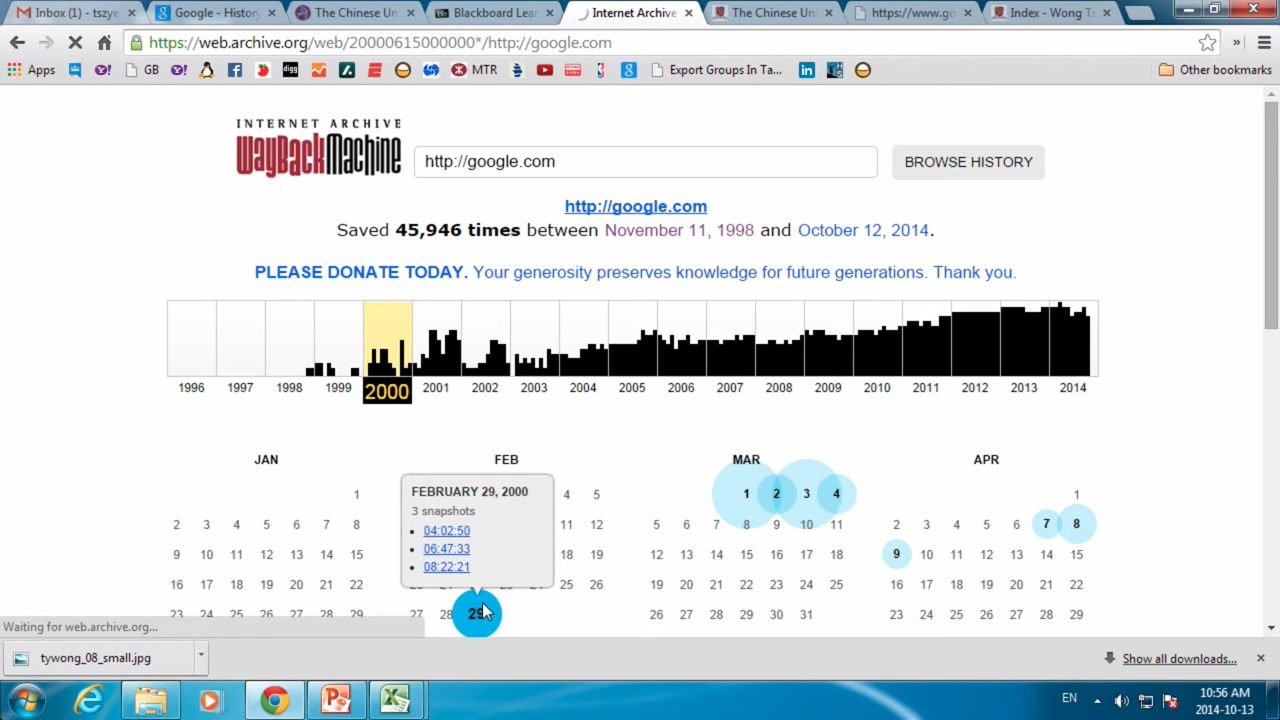 Inbox (1) - tszye
Google - History
The Chinese Un
Blackboard Lea
Internet Archive
The Chinese Un
https://www.go
Index - Wong Ts
https://web.archive.org/web/20000615000000*/http://google.com
Apps
GB
digg
MTR
Export Groups In Ta...
Other bookmarks
INTERNET ARCHIVE
WayBackMachine
http://google.com
BROWSE HISTORY
http://google.com
Saved 45,946 times between November 11, 1998 and October 12, 2014.
PLEASE DONATE TODAY. Your generosity preserves knowledge for future generations. Thank you.
1996 1997 1998 1999 2000 2001 2002 2003 2004 2005 2006 2007 2008 2009 2010 2011 2012 2013 2014
JAN FEB MAR APR
FEBRUARY 29, 2000
3 snapshots
• 04:02:50
• 06:47:33
• 08:22:21
1 4 5 1 2 3 4 1
2 3 4 5 6 7 8 11 12 5 6 7 8 9 10 11 2 3 4 5 6 7 8
9 10 11 12 13 14 15 18 19 12 13 14 15 16 17 18 9 10 11 12 13 14 15
16 17 18 19 20 21 22 25 26 19 20 21 22 23 24 25 16 17 18 19 20 21 22
23 24 25 26 27 28 29 27 28 29 26 27 28 29 30 31 23 24 25 26 27 28 29
Waiting for web.archive.org...
tywong_08_small.jpg
Show all downloads...
EN
10:56 AM
2014-10-13